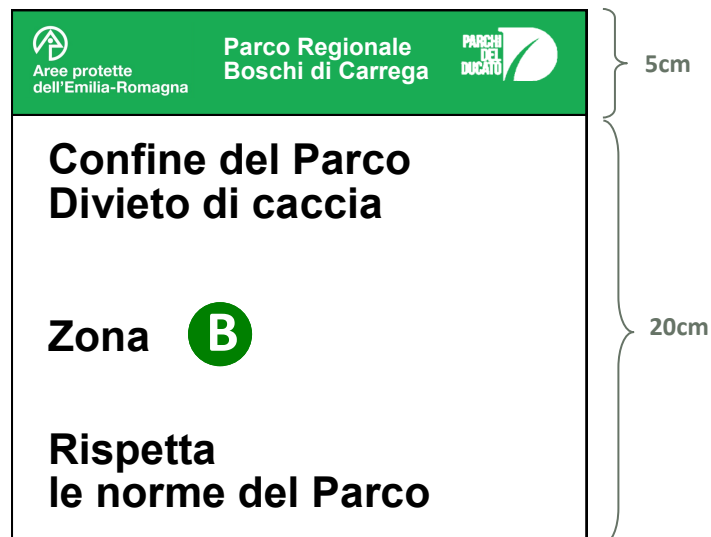 Aree protette
dell'Emilia-Romagna
Parco Regionale
Boschi di Carrega
PARCHI
DEL
DUCATO
5cm
Confine del Parco
Divieto di caccia
Zona B
20cm
Rispetta
le norme del Parco